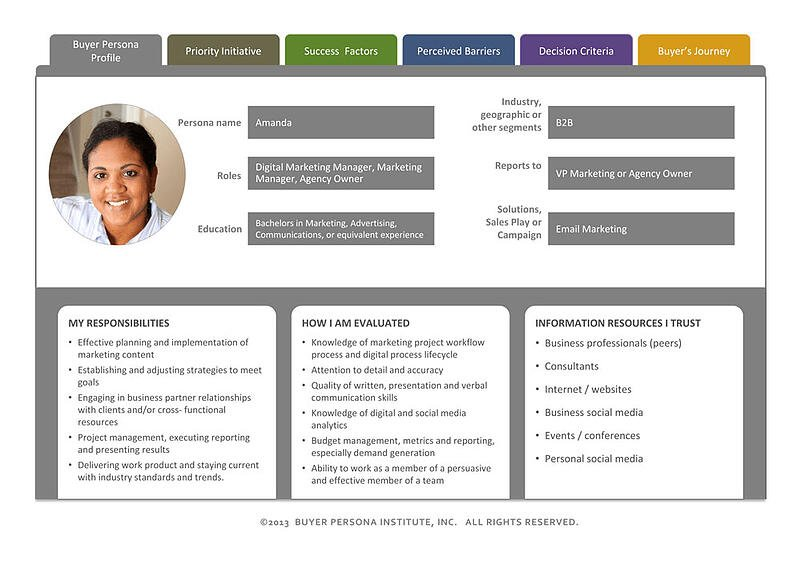 Buyer Persona
Profile
Priority Initiative
Success Factors
Perceived Barriers
Decision Criteria
Buyer's Journey
Persona name
Amanda
Roles
Digital Marketing Manager, Marketing
Manager, Agency Owner
Education
Bachelors in Marketing, Advertising,
Communications, or equivalent experience
Industry,
geographic or
other segments
B2B
Reports to
VP Marketing or Agency Owner
Solutions,
Sales Play or
Campaign
Email Marketing
MY RESPONSIBILITIES
• Effective planning and implementation of
marketing content
• Establishing and adjusting strategies to meet
goals
• Engaging in business partner relationships
with clients and/or cross- functional
resources
• Project management, executing reporting
and presenting results
• Delivering work product and staying current
with industry standards and trends.
HOW I AM EVALUATED
• Knowledge of marketing project workflow
process and digital process lifecycle
• Attention to detail and accuracy
• Quality of written, presentation and verbal
communication skills
• Knowledge of digital and social media
analytics
• Budget management, metrics and reporting,
especially demand generation
• Ability to work as a member of a persuasive
and effective member of a team
INFORMATION RESOURCES I TRUST
• Business professionals (peers)
• Consultants
• Internet / websites
• Business social media
• Events / conferences
• Personal social media
©2013 BUYER PERSONA INSTITUTE, INC. ALL RIGHTS RESERVED.